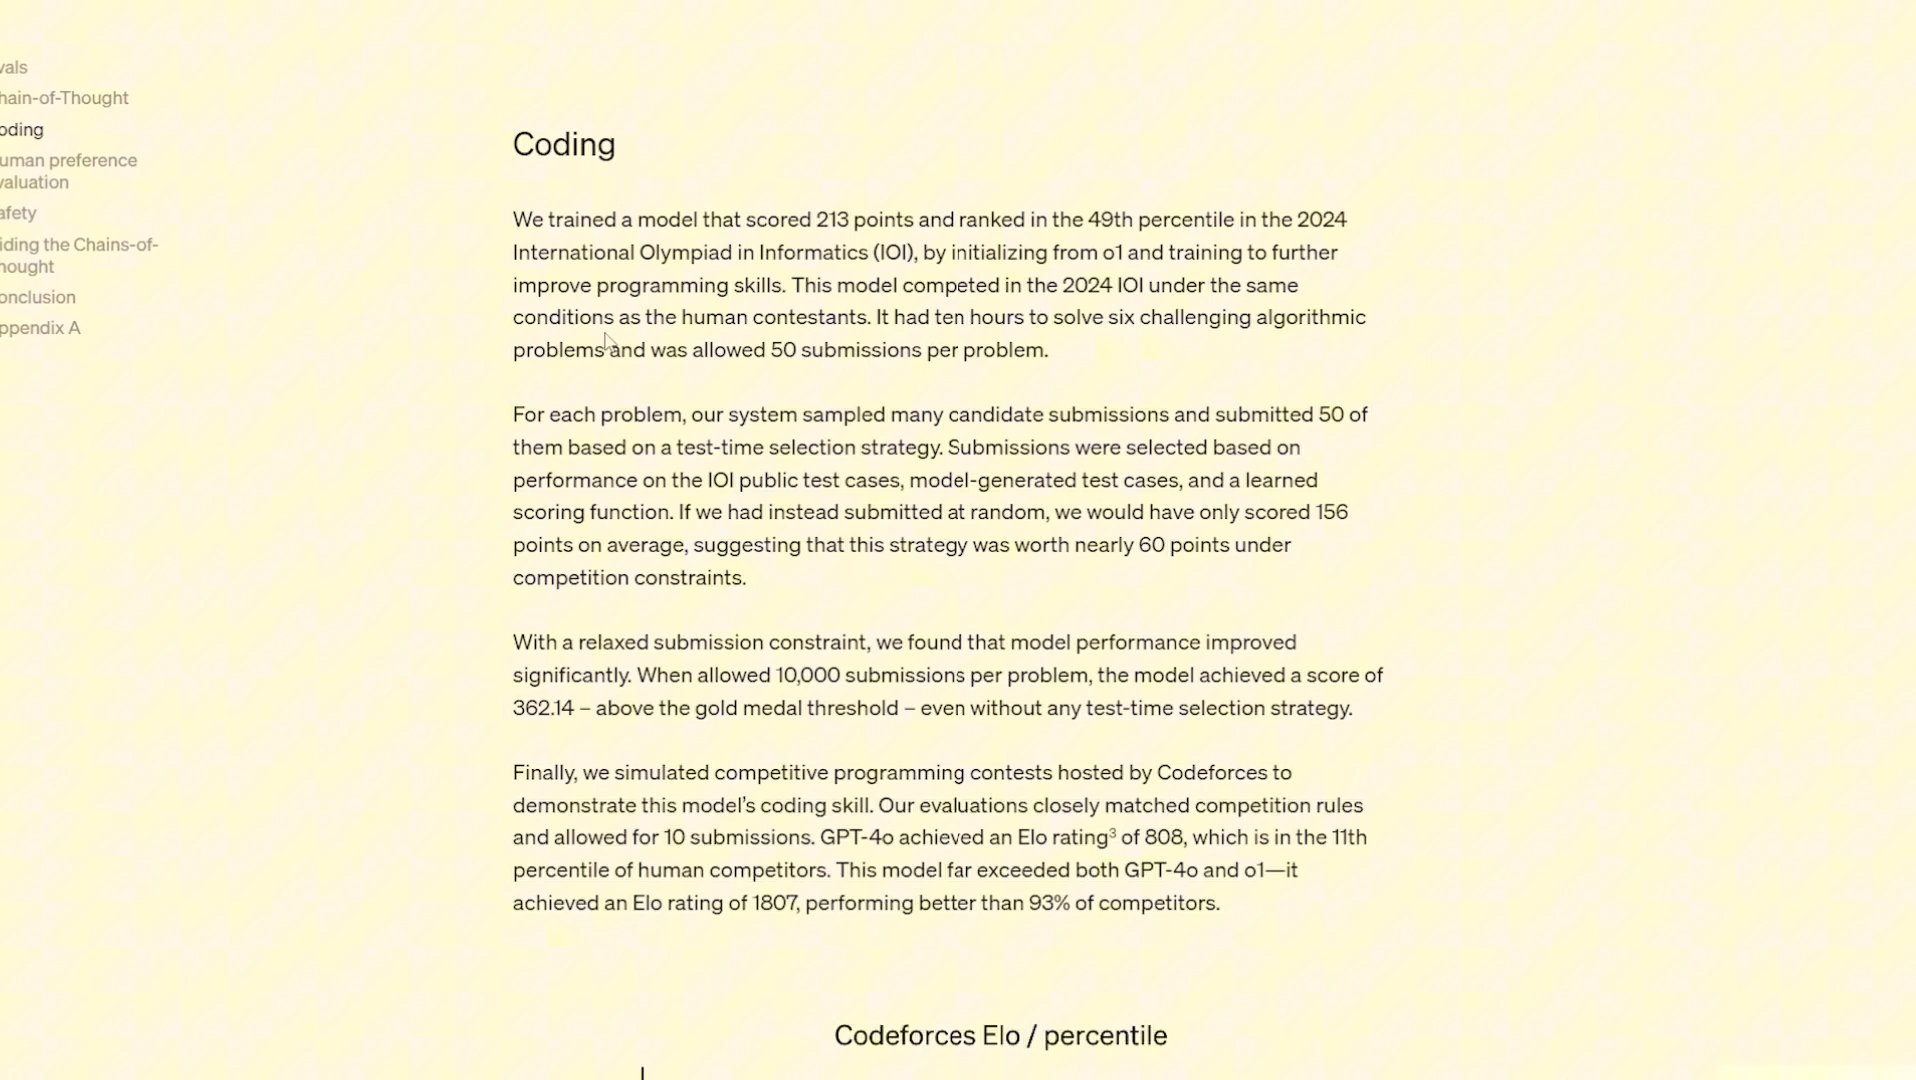 vals
hain-of-Thought
oding
uman preference
valuation
afety
iding the Chains-of-
hought
onclusion
ppendix A
Coding
We trained a model that scored 213 points and ranked in the 49th percentile in the 2024
International Olympiad in Informatics (IOI), by initializing from o1 and training to further
improve programming skills. This model competed in the 2024 IOI under the same
conditions as the human contestants. It had ten hours to solve six challenging algorithmic
problems and was allowed 50 submissions per problem.
For each problem, our system sampled many candidate submissions and submitted 50 of
them based on a test-time selection strategy. Submissions were selected based on
performance on the IOI public test cases, model-generated test cases, and a learned
scoring function. If we had instead submitted at random, we would have only scored 156
points on average, suggesting that this strategy was worth nearly 60 points under
competition constraints.
With a relaxed submission constraint, we found that model performance improved
significantly. When allowed 10,000 submissions per problem, the model achieved a score of
362.14 – above the gold medal threshold – even without any test-time selection strategy.
Finally, we simulated competitive programming contests hosted by Codeforces to
demonstrate this model’s coding skill. Our evaluations closely matched competition rules
and allowed for 10 submissions. GPT-4o achieved an Elo rating³ of 808, which is in the 11th
percentile of human competitors. This model far exceeded both GPT-4o and o1—it
achieved an Elo rating of 1807, performing better than 93% of competitors.
Codeforces Elo / percentile